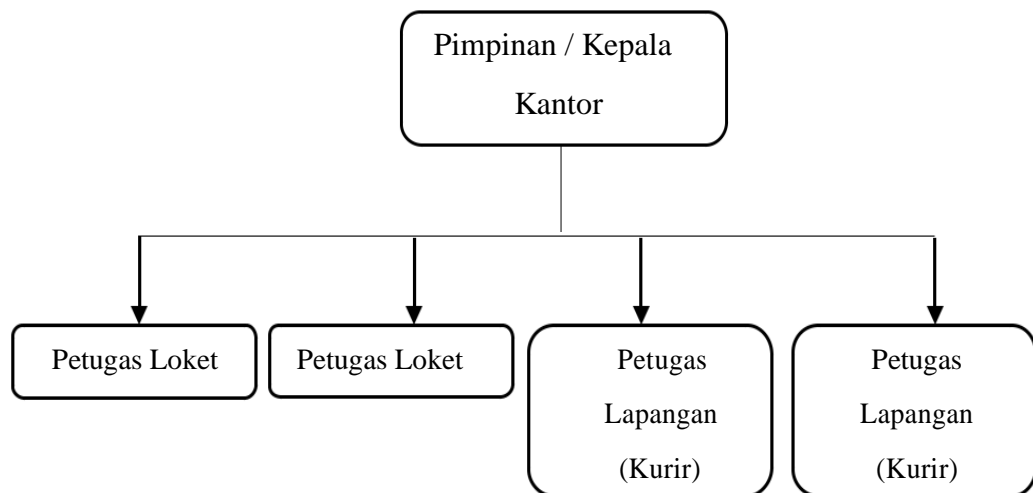 Pimpinan / Kepala
Kantor
Petugas Loket
Petugas Loket
Petugas
Lapangan
(Kurir)
Petugas
Lapangan
(Kurir)